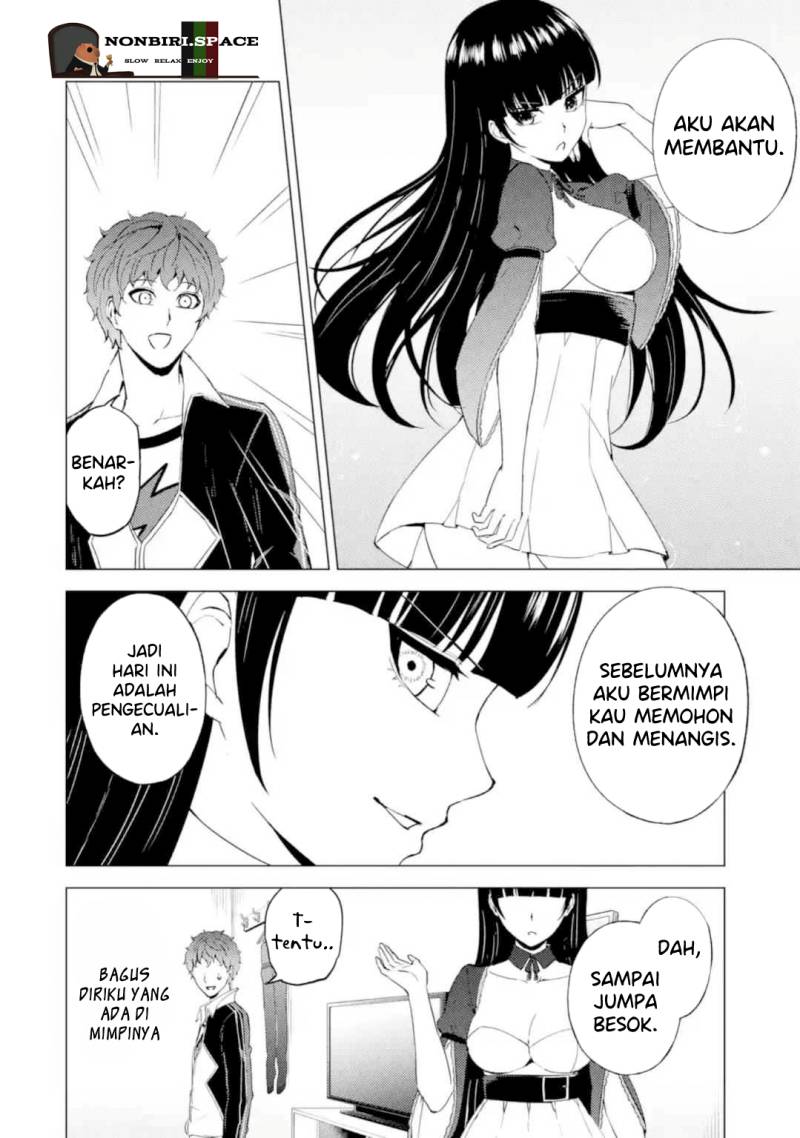 NONBIRI.SPACE
SLOW RELAX ENJOY
AKU AKAN
MEMBANTU.
BENAR-
KAH?
SEBELUMNYA
AKU BERMIMPI
KAU MEMOHON
DAN MENANGIS.
JADI
HARI INI
ADALAH
PENGECUALI-
AN.
DAH,
SAMPAI
JUMPA
BESOK.
T-
tentu..
BAGUS
DIRIKU YANG
ADA DI
MIMPINYA